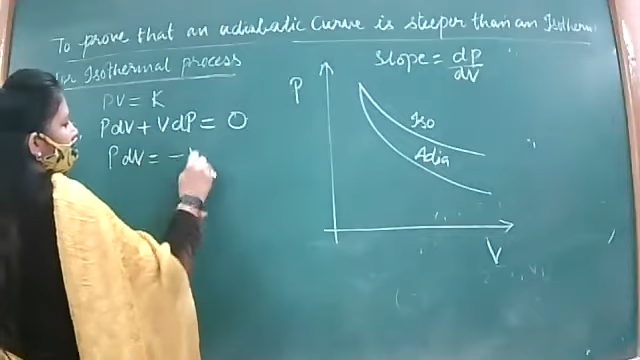 To prove that an adiabatic Curve is steeper than an Isotherm
For Isothermal process
PV = K
PdV + VdP = 0
PdV = -
Slope = dP/dV
P
Iso
Adia
V